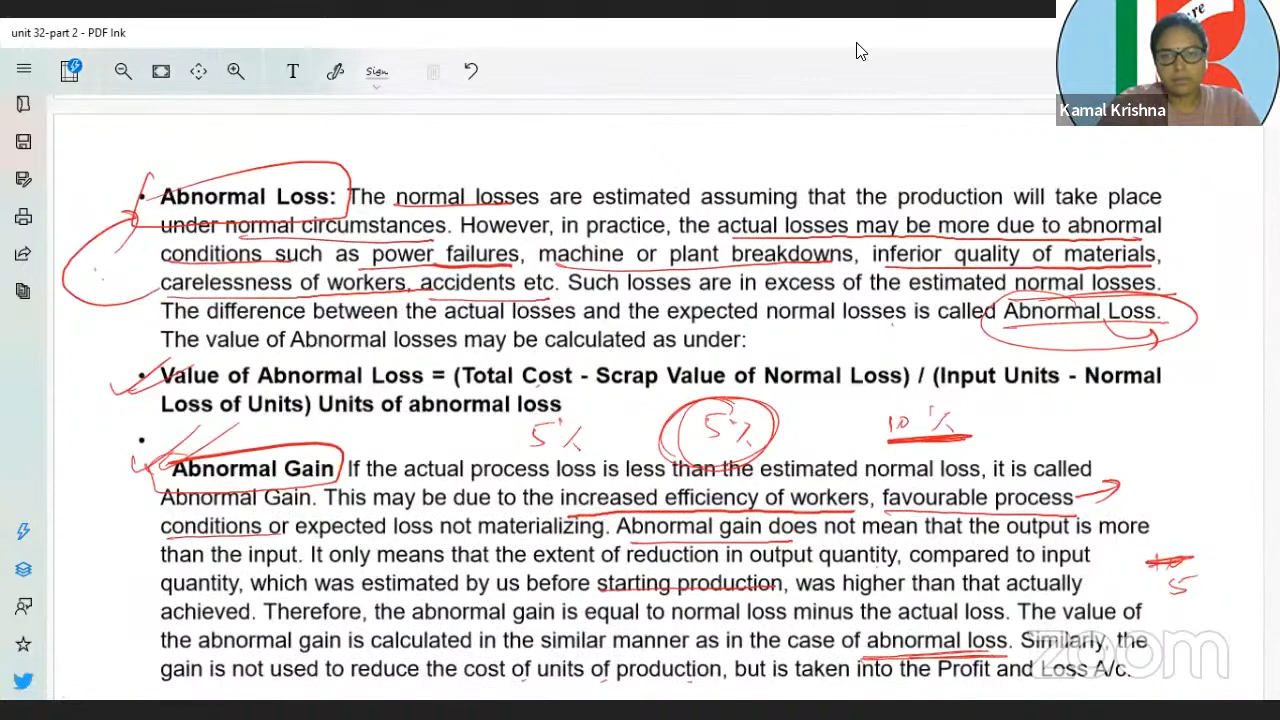 unit 32-part 2 - PDF Ink
Sign
re
Kamal Krishna
• Abnormal Loss: The normal losses are estimated assuming that the production will take place
under normal circumstances. However, in practice, the actual losses may be more due to abnormal
conditions such as power failures, machine or plant breakdowns, inferior quality of materials,
carelessness of workers, accidents etc. Such losses are in excess of the estimated normal losses.
The difference between the actual losses and the expected normal losses is called Abnormal Loss.
The value of Abnormal losses may be calculated as under:
• Value of Abnormal Loss = (Total Cost - Scrap Value of Normal Loss) / (Input Units - Normal
Loss of Units) Units of abnormal loss
5% 5% 10%
•
Abnormal Gain If the actual process loss is less than the estimated normal loss, it is called
Abnormal Gain. This may be due to the increased efficiency of workers, favourable process
conditions or expected loss not materializing. Abnormal gain does not mean that the output is more
than the input. It only means that the extent of reduction in output quantity, compared to input
quantity, which was estimated by us before starting production, was higher than that actually
achieved. Therefore, the abnormal gain is equal to normal loss minus the actual loss. The value of
the abnormal gain is calculated in the similar manner as in the case of abnormal loss. Similarly, the
gain is not used to reduce the cost of units of production, but is taken into the Profit and Loss A/c.
zoom